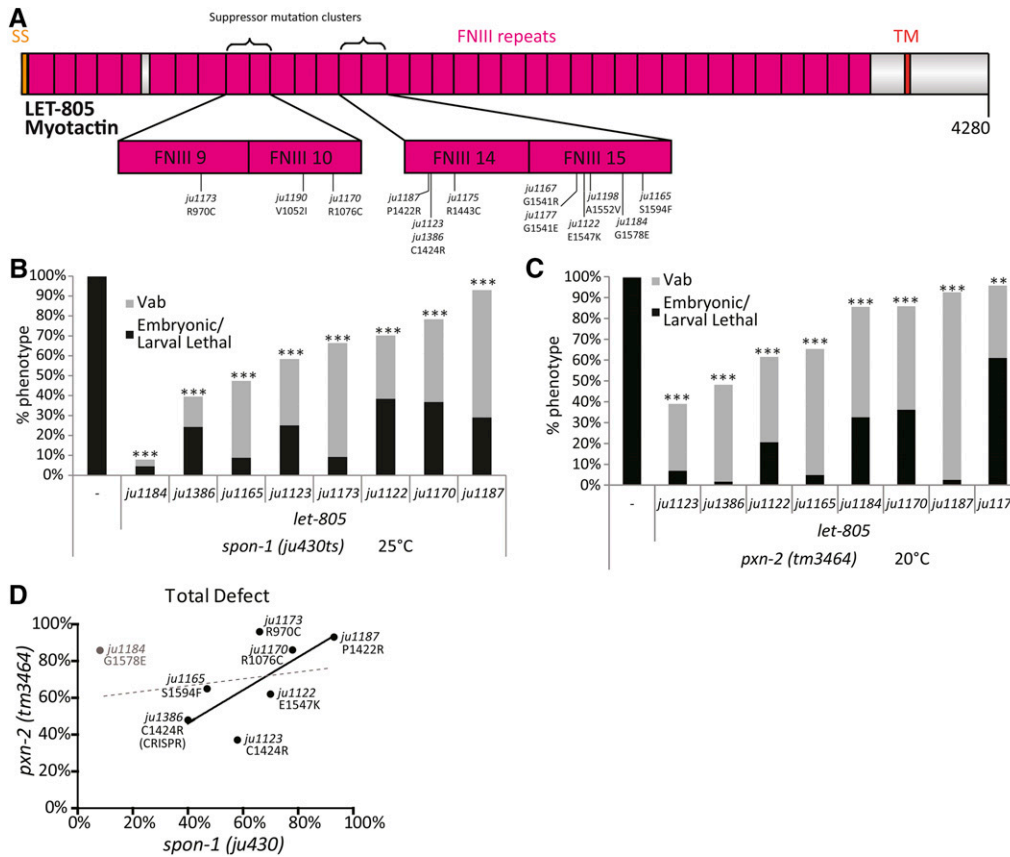 A
Suppressor mutation clusters
SS
FNIII repeats
TM
LET-805
Myotactin
4280
FNIII 9
FNIII 10
FNIII 14
FNIII 15
ju1173
R970C
ju1190
V1052I
ju1170
R1076C
ju1187
P1422R
ju1123
ju1386
C1424R
ju1175
R1443C
ju1167
G1541R
ju1177
G1541E
ju1122
E1547K
ju1198
A1552V
ju1184
G1578E
ju1165
S1594F
B
% phenotype
100%
90%
80%
70%
60%
50%
40%
30%
20%
10%
0%
Vab
Embryonic/
Larval Lethal
***
***
***
***
***
***
***
***
- ju1184 ju1386 ju1165 ju1123 ju1173 ju1122 ju1170 ju1187
let-805
spon-1 (ju430ts) 25°C
C
% phenotype
100%
90%
80%
70%
60%
50%
40%
30%
20%
10%
0%
Vab
Embryonic/
Larval Lethal
***
***
***
***
***
***
***
**
- ju1123 ju1386 ju1122 ju1165 ju1184 ju1170 ju1187 ju117
let-805
pxn-2 (tm3464) 20°C
D
Total Defect
pxn-2 (tm3464)
100%
80%
60%
40%
20%
0%
ju1184
G1578E
ju1165
S1594F
ju1386
C1424R
(CRISPR)
ju1173
R970C
ju1170
R1076C
ju1187
P1422R
ju1122
E1547K
ju1123
C1424R
0% 20% 40% 60% 80% 100%
spon-1 (ju430)